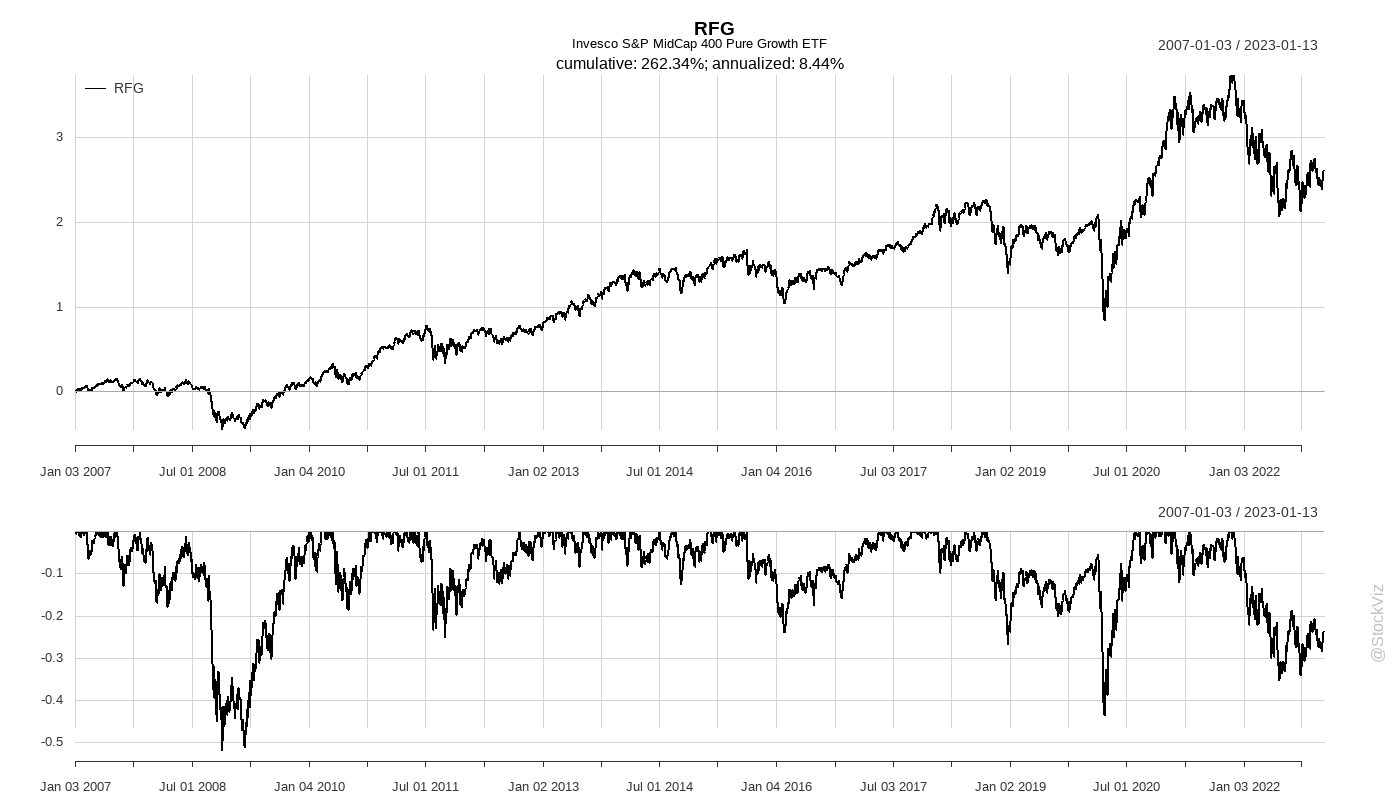 RFG
Invesco S&P MidCap 400 Pure Growth ETF
2007-01-03 / 2023-01-13
cumulative: 262.34%; annualized: 8.44%
RFG
3
2
1
0
Jan 03 2007 Jul 01 2008 Jan 04 2010 Jul 01 2011 Jan 02 2013 Jul 01 2014 Jan 04 2016 Jul 03 2017 Jan 02 2019 Jul 01 2020 Jan 03 2022
2007-01-03 / 2023-01-13
-0.1
-0.2
-0.3
-0.4
-0.5
Jan 03 2007 Jul 01 2008 Jan 04 2010 Jul 01 2011 Jan 02 2013 Jul 01 2014 Jan 04 2016 Jul 03 2017 Jan 02 2019 Jul 01 2020 Jan 03 2022
@StockViz